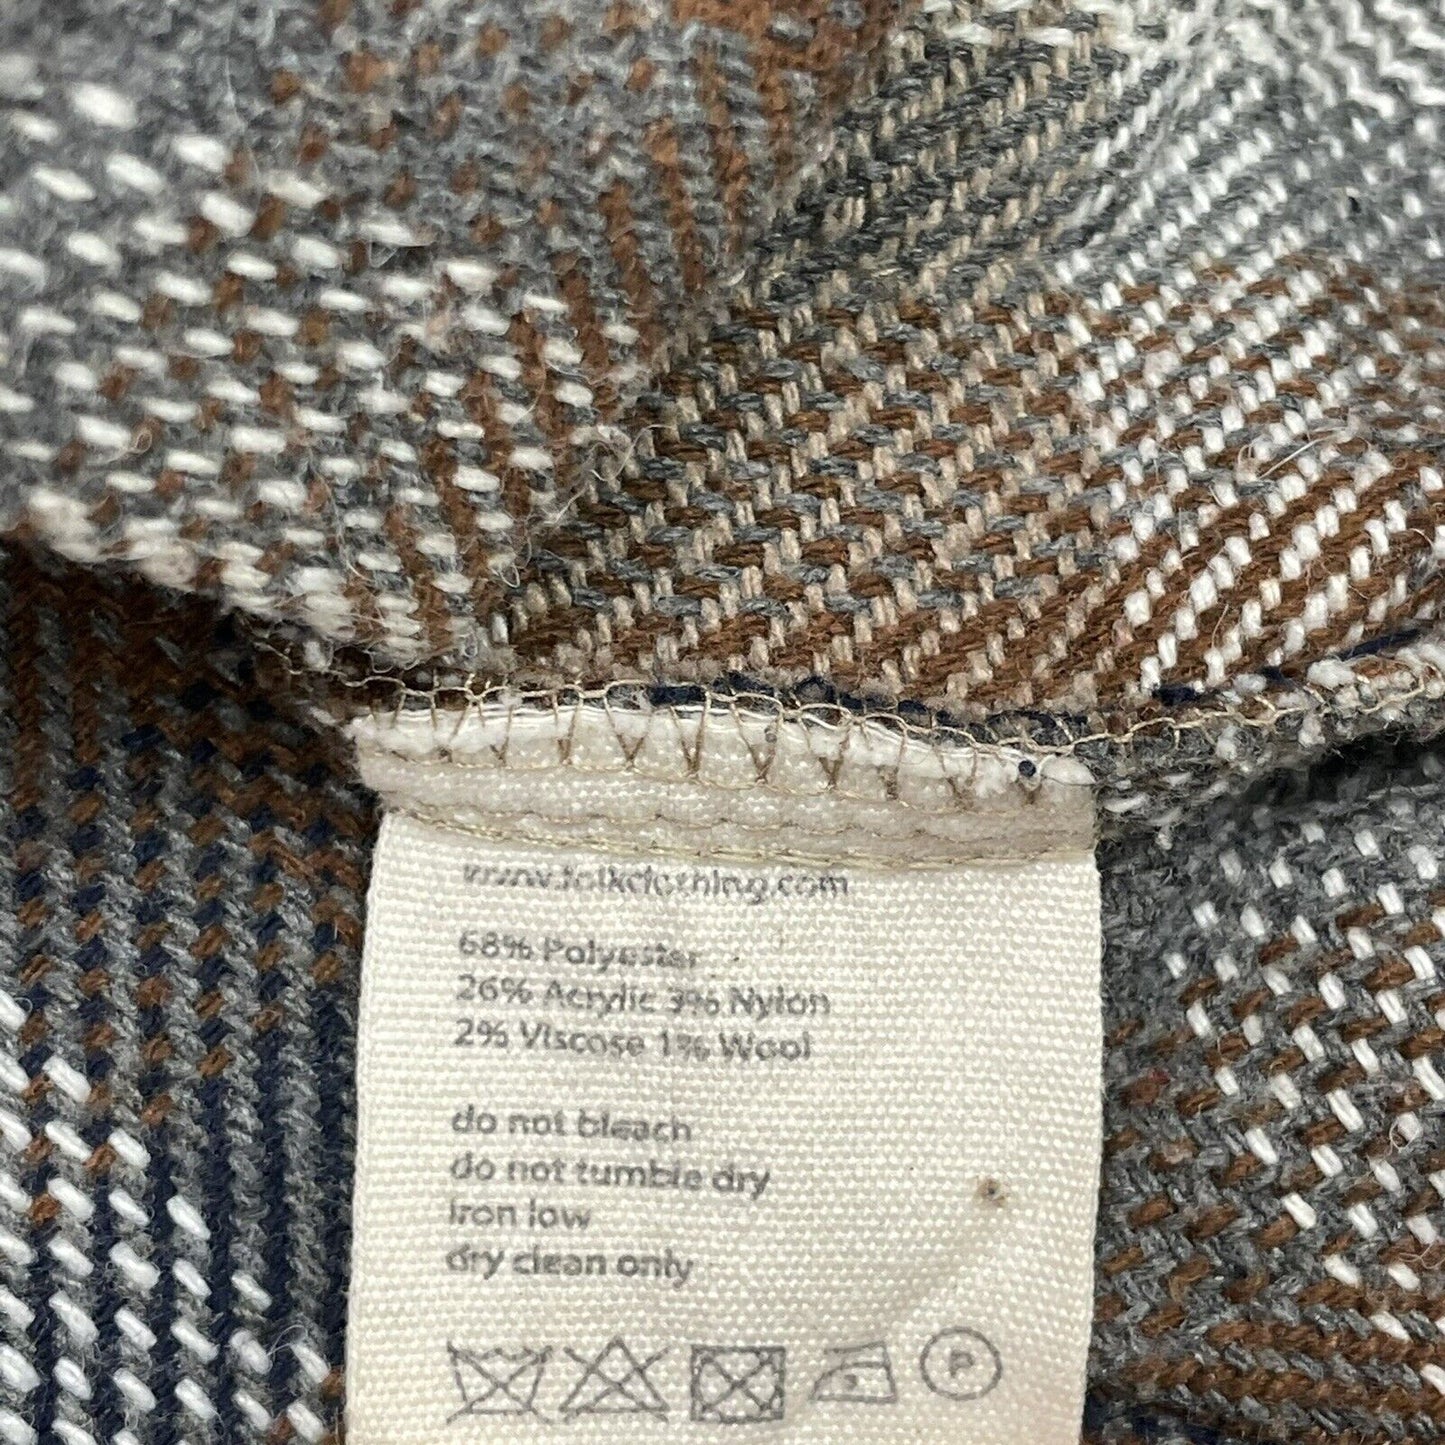 www.folkclothing.com
68% Polyester
26% Acrylic 3% Nylon
2% Viscose 1% Wool
do not bleach
do not tumble dry
iron low
dry clean only
P